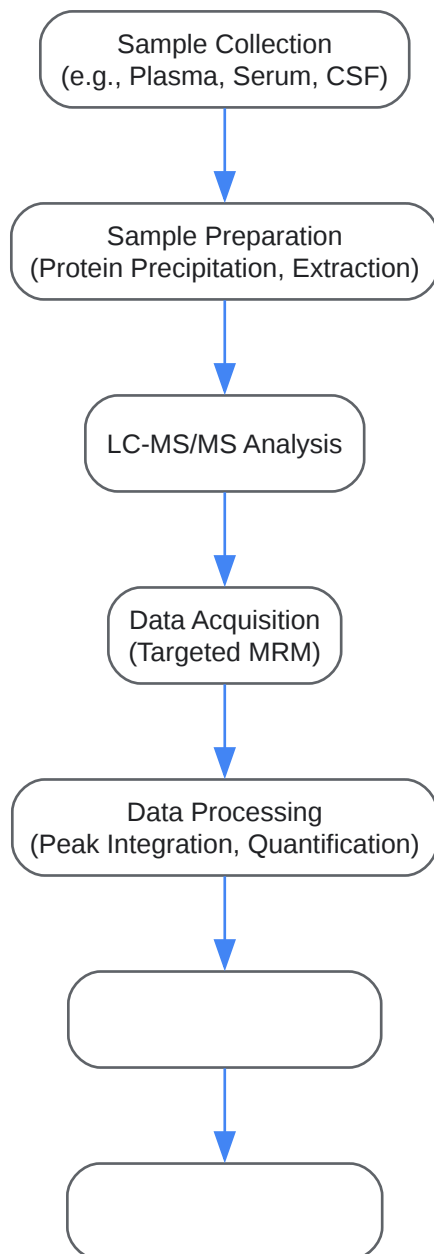 Sample Collection
(e.g., Plasma, Serum, CSF)
Sample Preparation
(Protein Precipitation, Extraction)
LC-MS/MS Analysis
Data Acquisition
(Targeted MRM)
Data Processing
(Peak Integration, Quantification)